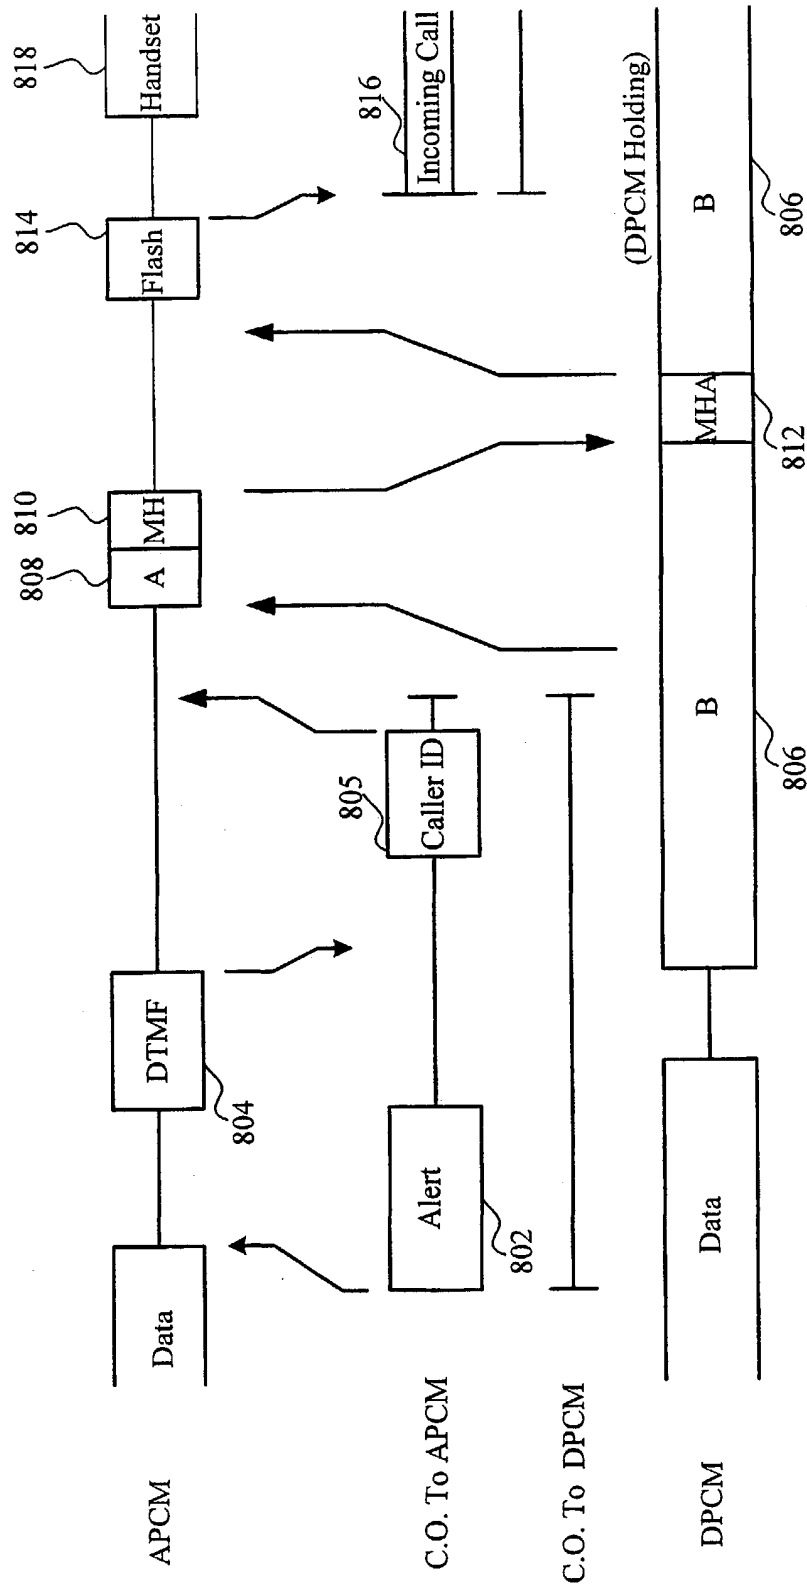 APCM
Data
DTMF
804
A
808
MH
810
Flash
814
Handset
818
C.O. To APCM
Alert
802
Caller ID
805
Incoming Call
816
C.O. To DPCM
DPCM
Data
B
806
MHA
812
B
806
(DPCM Holding)